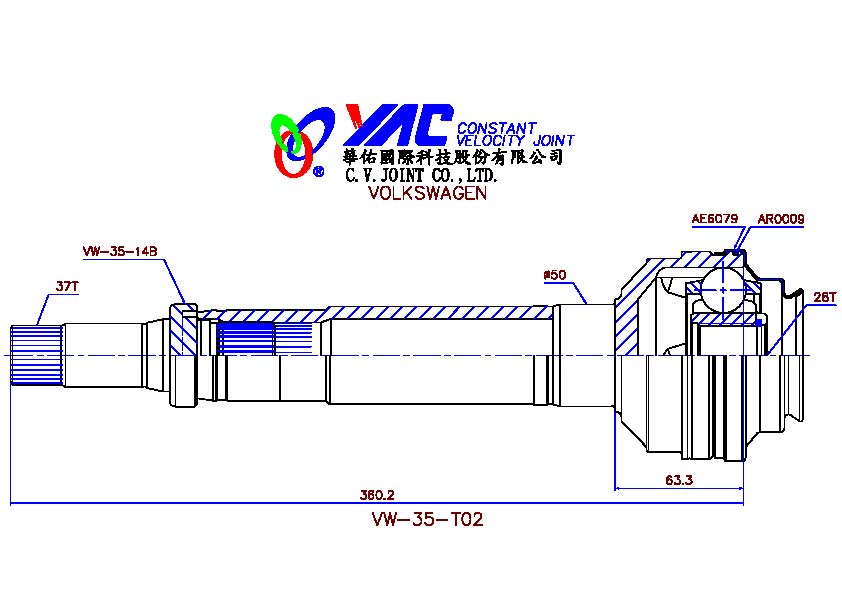 YAC CONSTANT
VELOCITY JOINT
華佑國際科技股份有限公司
C.V.JOINT CO.,LTD.
®
VOLKSWAGEN
AE6079
AR0009
VW-35-14B
37T
ø50
26T
63.3
360.2
VW-35-T02